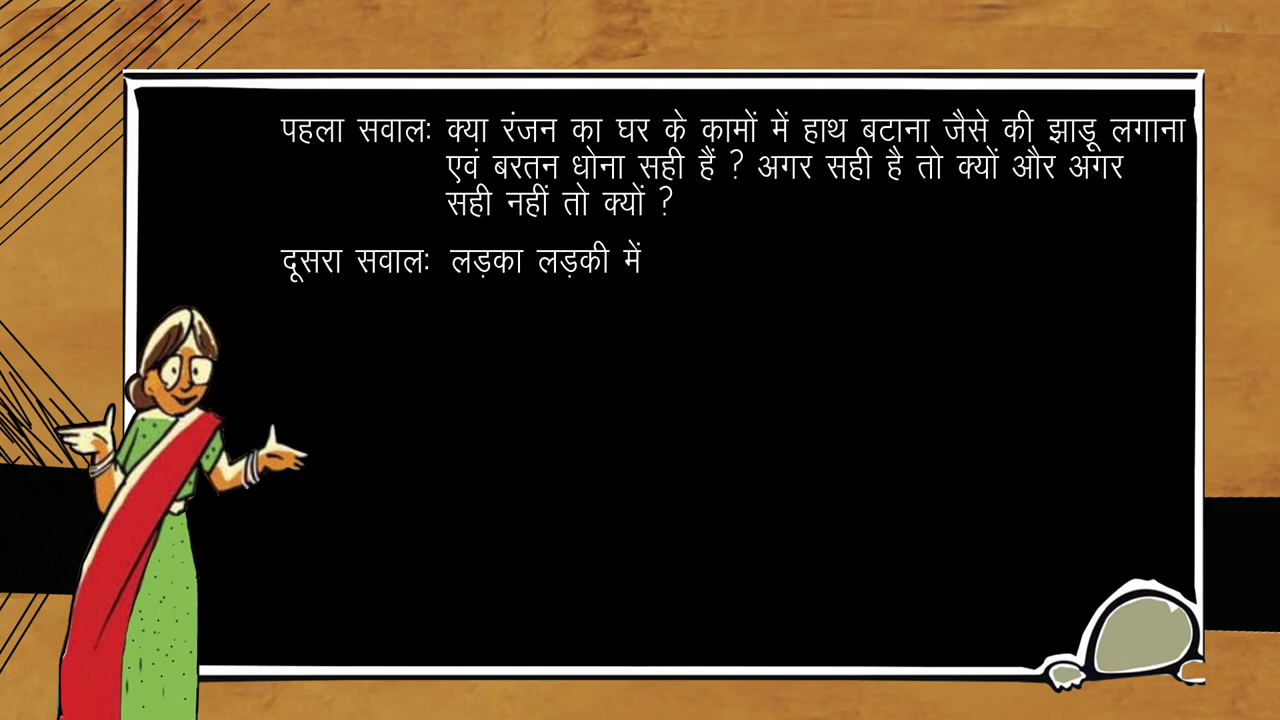 पहला सवालः क्या रंजन का घर के कामों में हाथ बटाना जैसे की झाडू लगाना
एवं बरतन धोना सही हैं ? अगर सही है तो क्यों और अगर
सही नहीं तो क्यों ?
दूसरा सवालः लड़का लड़की में